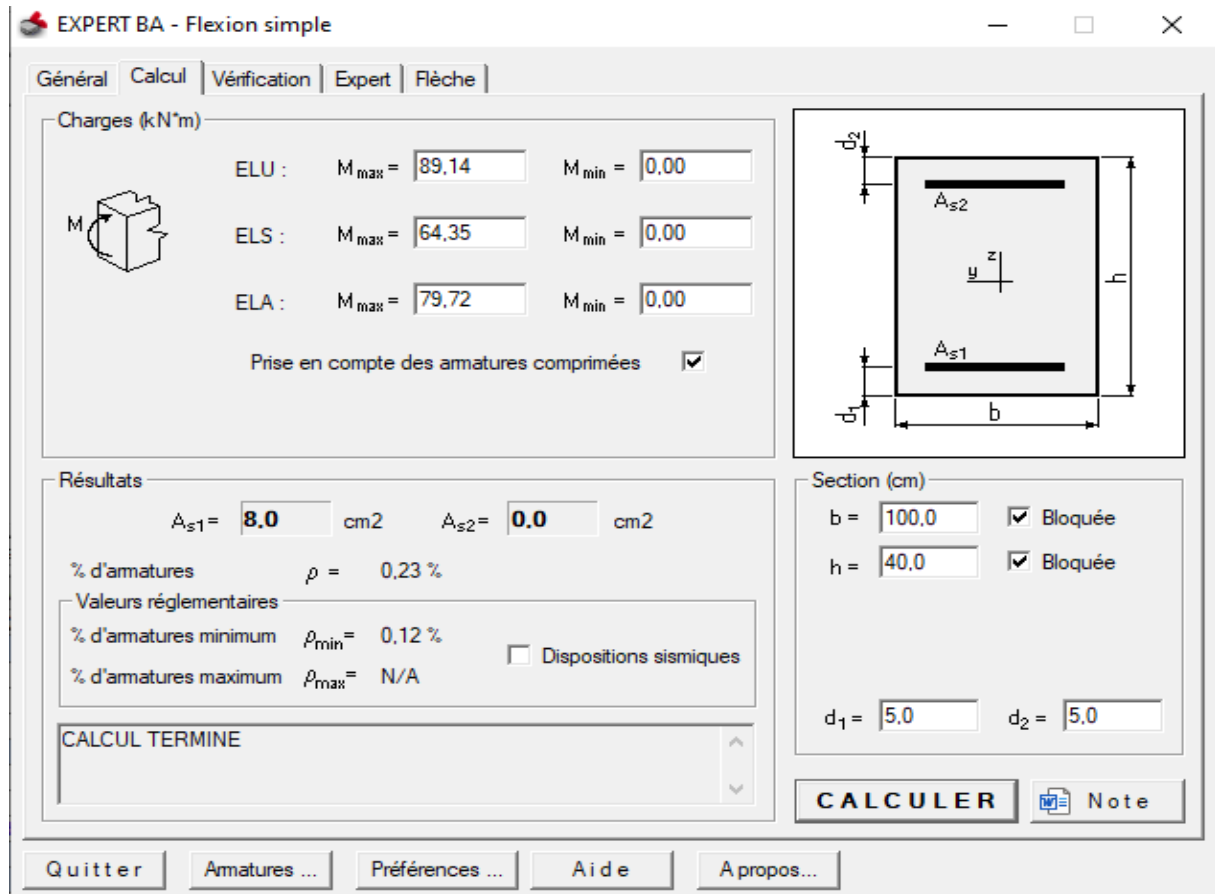 EXPERT BA - Flexion simple
Général Calcul Vérification Expert Flèche
Charges (kN*m)
ELU : M max = 89,14 M min = 0,00
ELS : M max = 64,35 M min = 0,00
ELA : M max = 79,72 M min = 0,00
Prise en compte des armatures comprimées
M
d2
As2
z
y
h
As1
d1
b
Résultats
As1= 8.0 cm2 As2= 0.0 cm2
% d'armatures ρ = 0,23 %
Valeurs réglementaires
% d'armatures minimum ρmin= 0,12 %
Dispositions sismiques
% d'armatures maximum ρmax= N/A
CALCUL TERMINE
Section (cm)
b = 100,0 Bloquée
h = 40,0 Bloquée
d1 = 5,0 d2 = 5,0
CALCULER Note
Quitter Armatures ... Préférences ... Aide A propos...